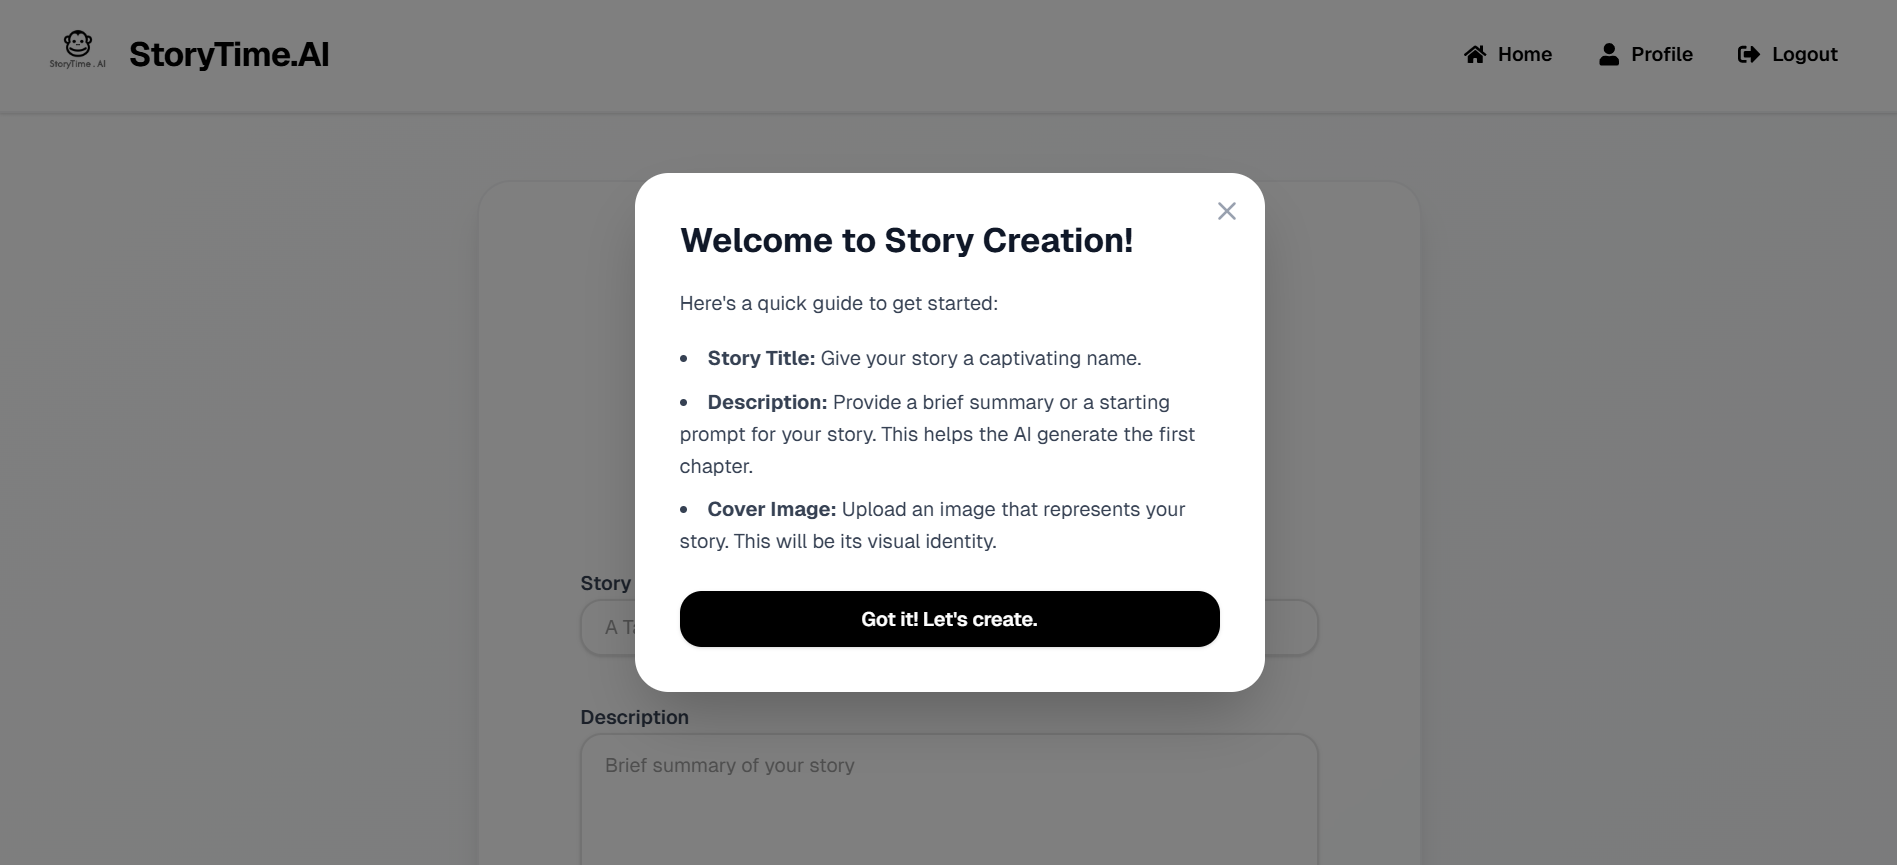 StoryTime . AI
StoryTime.AI
Home
Profile
Logout
Welcome to Story Creation!
Here's a quick guide to get started:
• Story Title: Give your story a captivating name.
• Description: Provide a brief summary or a starting
prompt for your story. This helps the AI generate the first
chapter.
• Cover Image: Upload an image that represents your
story. This will be its visual identity.
Got it! Let's create.
Story
A
Description
Brief summary of your story